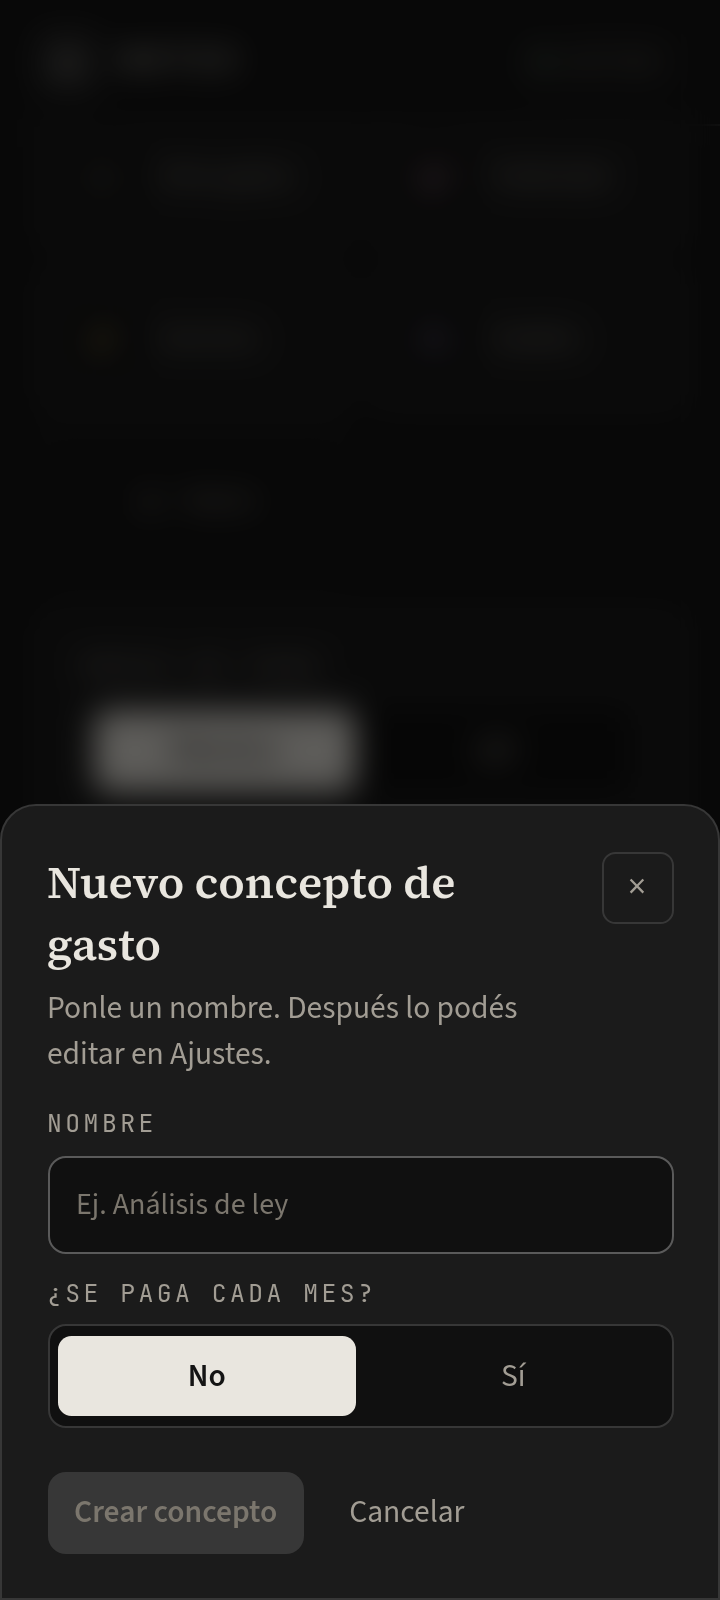 Nuevo concepto de
gasto
×
Ponle un nombre. Después lo podés
editar en Ajustes.
NOMBRE
Ej. Análisis de ley
¿SE PAGA CADA MES?
No Sí
Crear concepto Cancelar